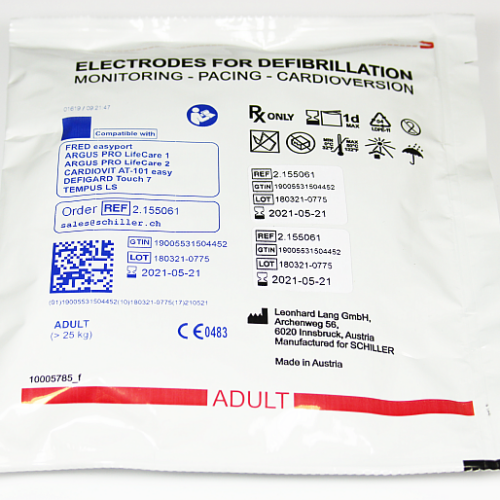 ELECTRODES FOR DEFIBRILLATION
MONITORING - PACING - CARDIOVERSION
Rx ONLY
1d
MAX
LDPE-11
Compatible with
FRED easyport
ARGUS PRO LifeCare 1
ARGUS PRO LifeCare 2
CARDIOVIT AT-101 easy
DEFIGARD Touch 7
TEMPUS LS
Order REF 2.155061
sales@schiller.ch
GTIN 19005531504452
LOT 180321-0775
2021-05-21
(01)19005531504452(10)180321-0775(17)210521
REF 2.155061
GTIN 19005531504452
LOT 180321-0775
2021-05-21
REF 2.155061
GTIN 19005531504452
LOT 180321-0775
2021-05-21
ADULT
(> 25 kg)
CE0483
Leonhard Lang GmbH,
Archenweg 56,
6020 Innsbruck, Austria
Manufactured for SCHILLER
Made in Austria
10005785_f
ADULT